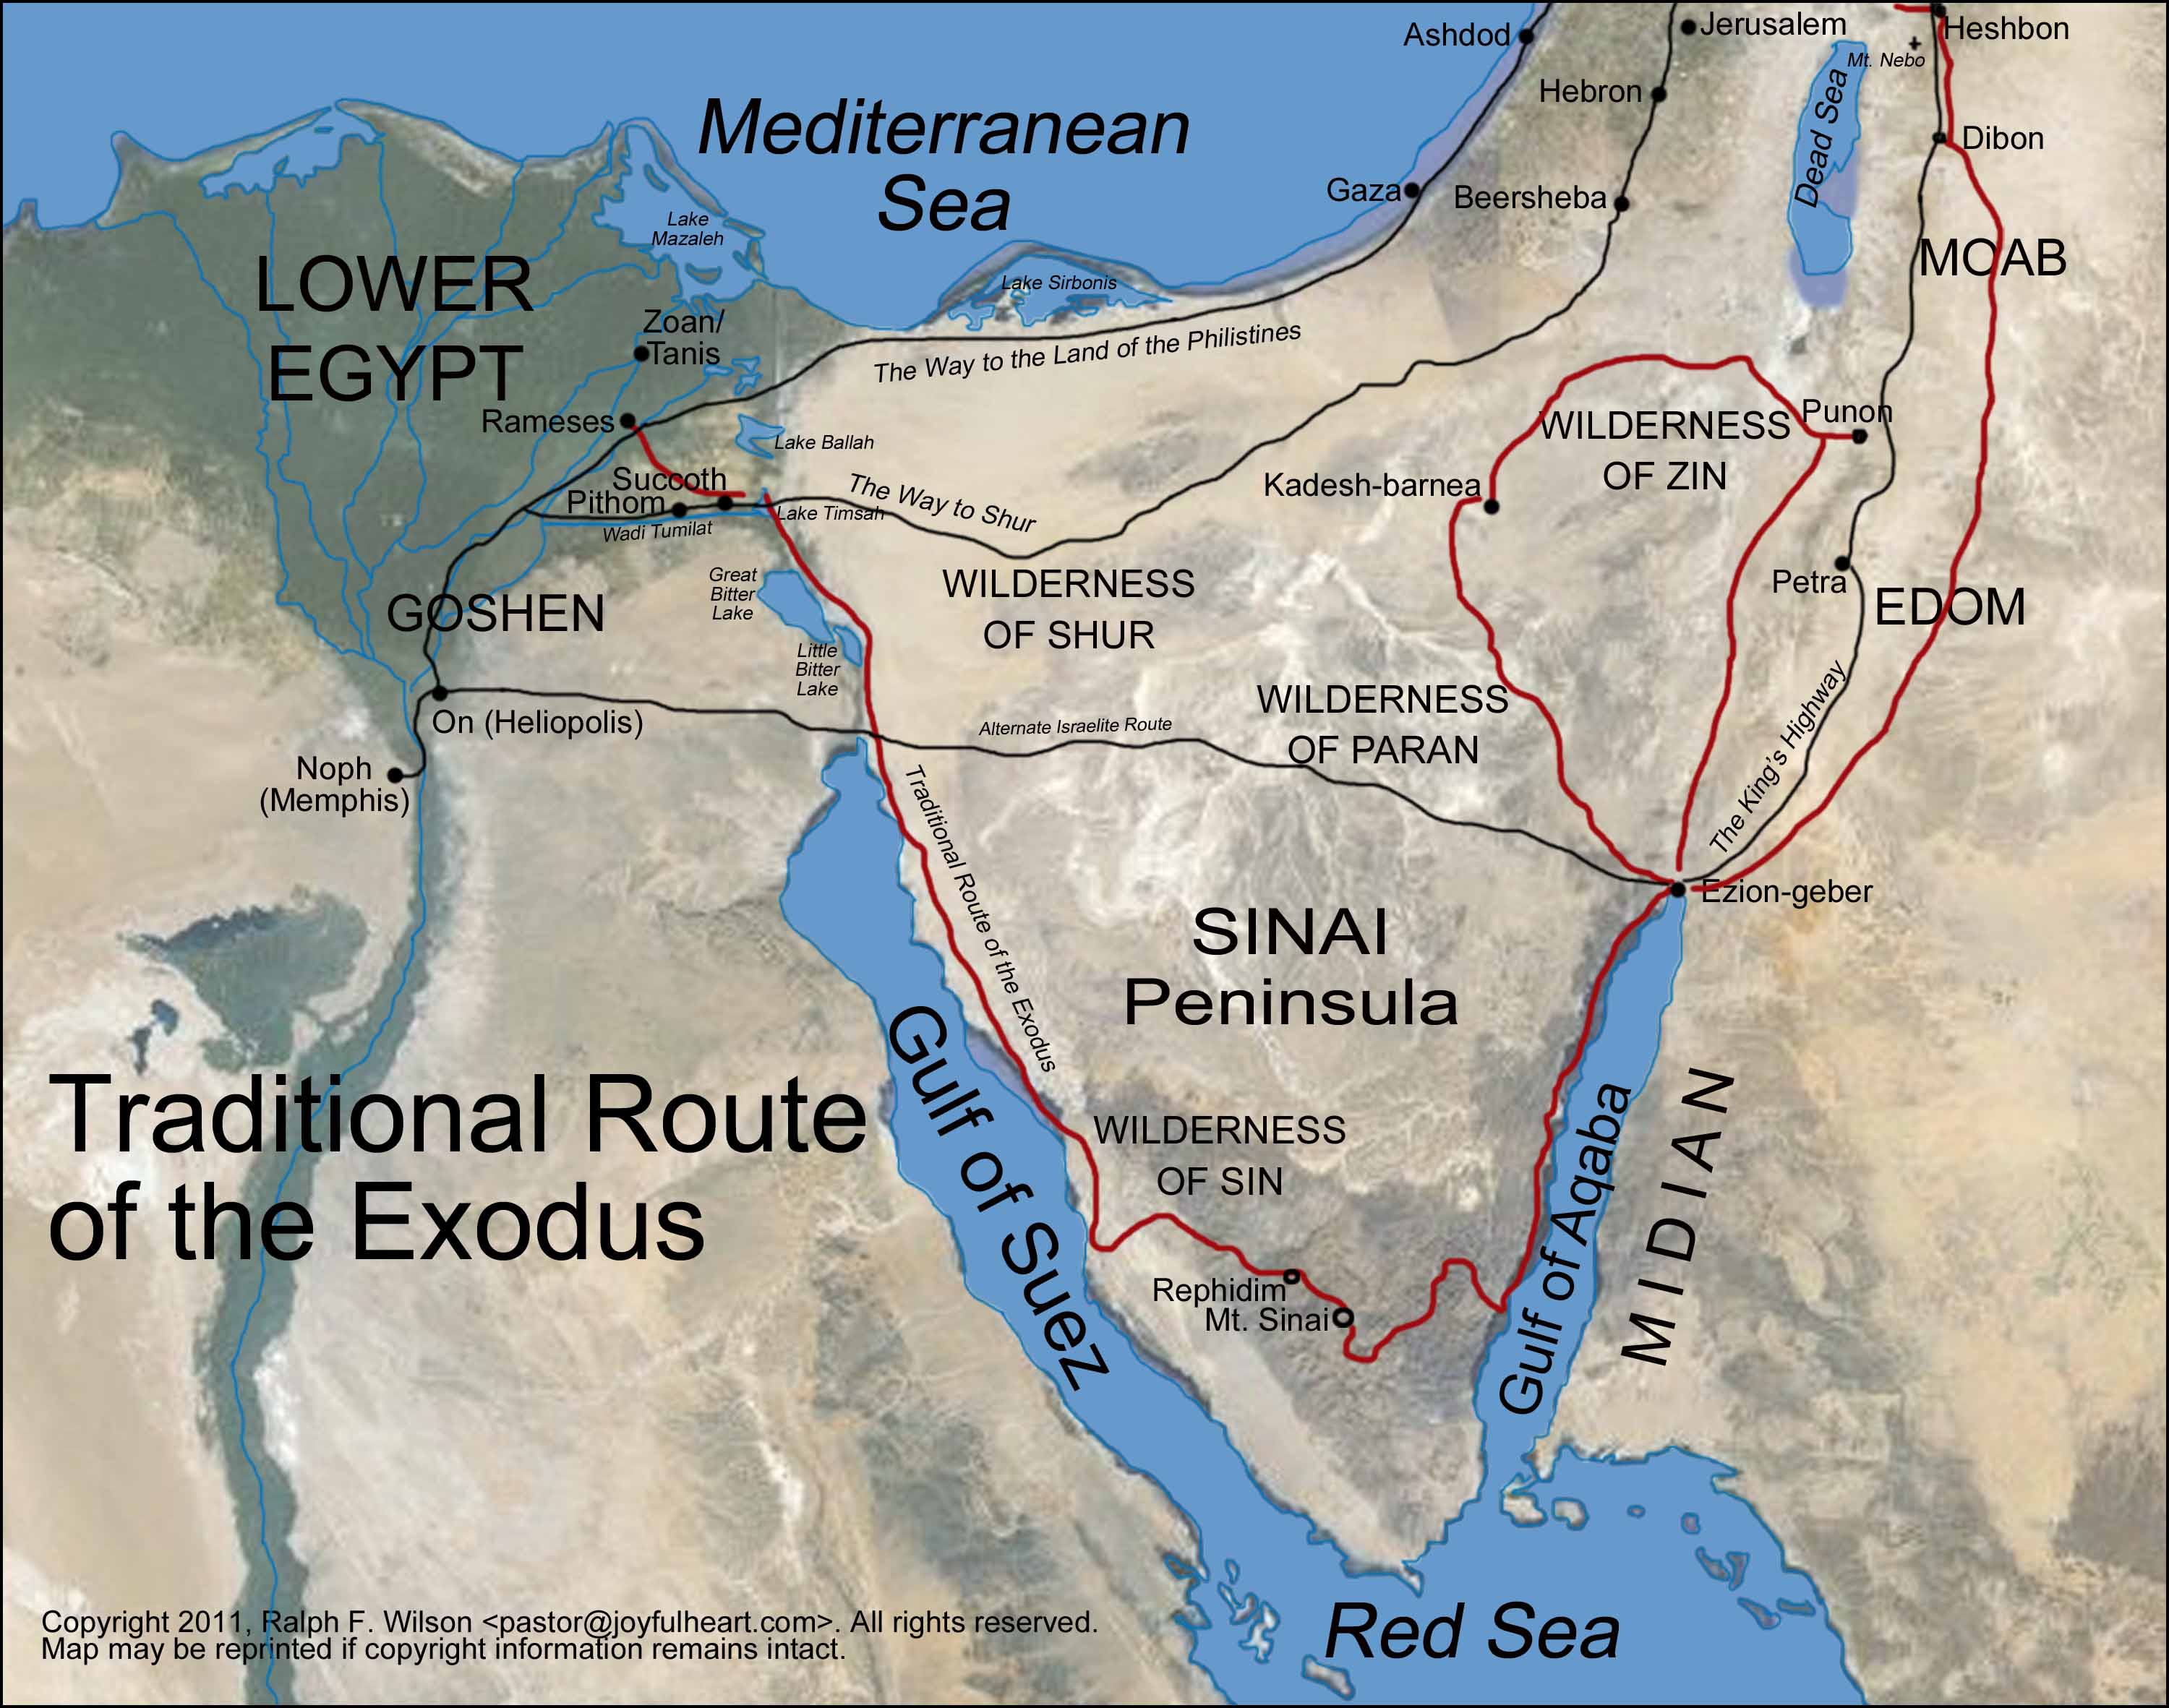 Ashdod
Jerusalem
Heshbon
Mt. Nebo
Hebron
Mediterranean
Sea
Dead Sea
Dibon
Gaza
Beersheba
Lake
Mazaleh
LOWER
EGYPT
Lake Sirbonis
MOAB
Zoan/
Tanis
The Way to the Land of the Philistines
Rameses
Lake Ballah
WILDERNESS
OF ZIN
Punon
Succoth
Pithom
Wadi Tumilat
Lake Timsah
The Way to Shur
Kadesh-barnea
Great
Bitter
Lake
WILDERNESS
OF SHUR
Petra
EDOM
GOSHEN
Little
Bitter
Lake
WILDERNESS
OF PARAN
On (Heliopolis)
Alternate Israelite Route
The King's Highway
Noph
(Memphis)
Traditional Route of the Exodus
Ezion-geber
SINAI
Peninsula
Traditional Route
of the Exodus
Gulf of Suez
WILDERNESS
OF SIN
Gulf of Aqaba
MIDIAN
Rephidim
Mt. Sinai
Red Sea
Copyright 2011, Ralph F. Wilson <pastor@joyfulheart.com>. All rights reserved.
Map may be reprinted if copyright information remains intact.